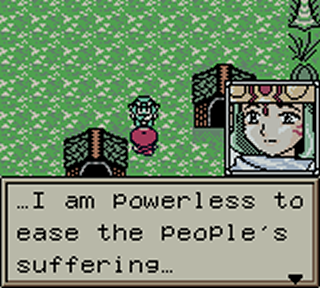 …I am powerless to
ease the people's
suffering…